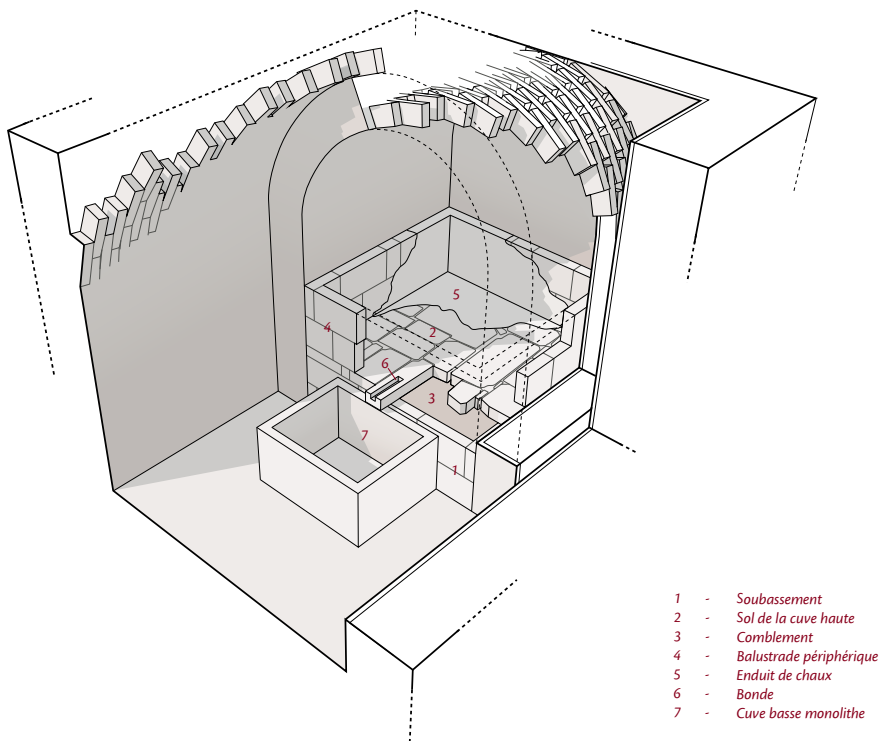 5
4
2
6
3
7
1
1 - Soubassement
2 - Sol de la cuve haute
3 - Comblement
4 - Balustrade périphérique
5 - Enduit de chaux
6 - Bonde
7 - Cuve basse monolithe